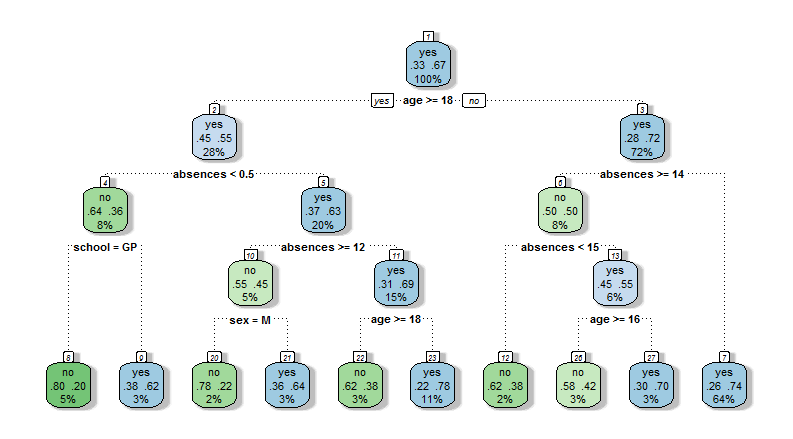 1
yes
.33 .67
100%
yes age >= 18 no
2
yes
.45 .55
28%
3
yes
.28 .72
72%
absences < 0.5
absences >= 14
4
no
.64 .36
8%
5
yes
.37 .63
20%
6
no
.50 .50
8%
school = GP
absences >= 12
absences < 15
10
no
.55 .45
5%
11
yes
.31 .69
15%
13
yes
.45 .55
6%
sex = M
age >= 18
age >= 16
8
no
.80 .20
5%
9
yes
.38 .62
3%
20
no
.78 .22
2%
21
yes
.36 .64
3%
22
no
.62 .38
3%
23
yes
.22 .78
11%
12
no
.62 .38
2%
26
no
.58 .42
3%
27
yes
.30 .70
3%
7
yes
.26 .74
64%